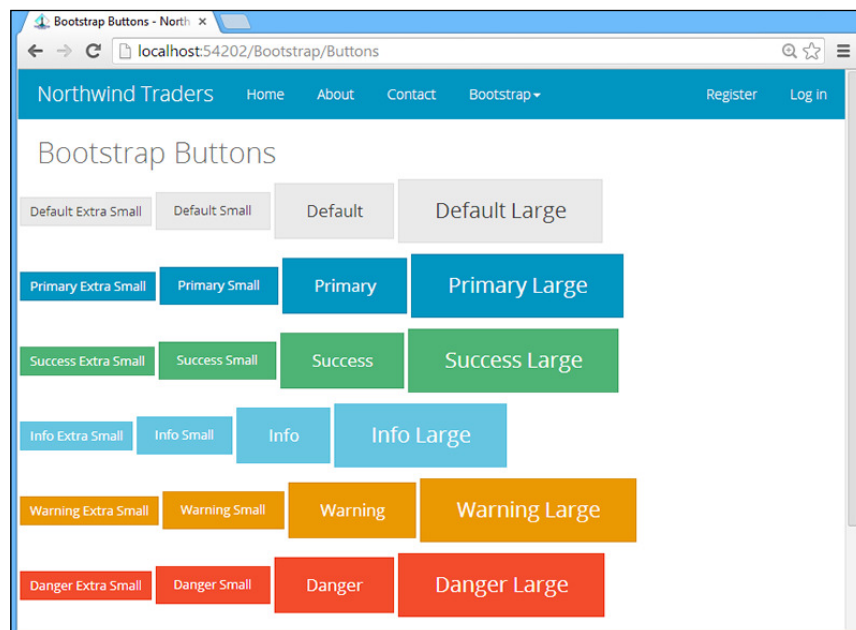 Bootstrap Buttons - North
localhost:54202/Bootstrap/Buttons
Northwind Traders Home About Contact Bootstrap Register Log in
Bootstrap Buttons
Default Extra Small Default Small Default Default Large
Primary Extra Small Primary Small Primary Primary Large
Success Extra Small Success Small Success Success Large
Info Extra Small Info Small Info Info Large
Warning Extra Small Warning Small Warning Warning Large
Danger Extra Small Danger Small Danger Danger Large